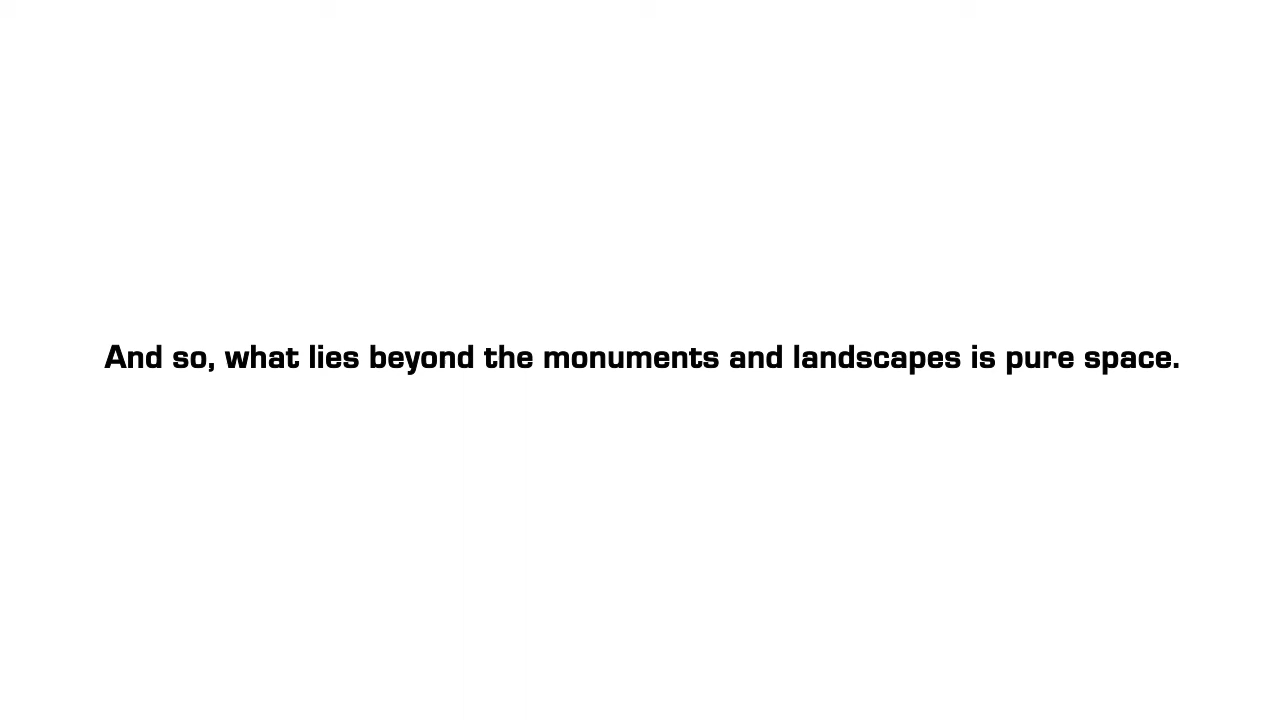 And so, what lies beyond the monuments and landscapes is pure space.